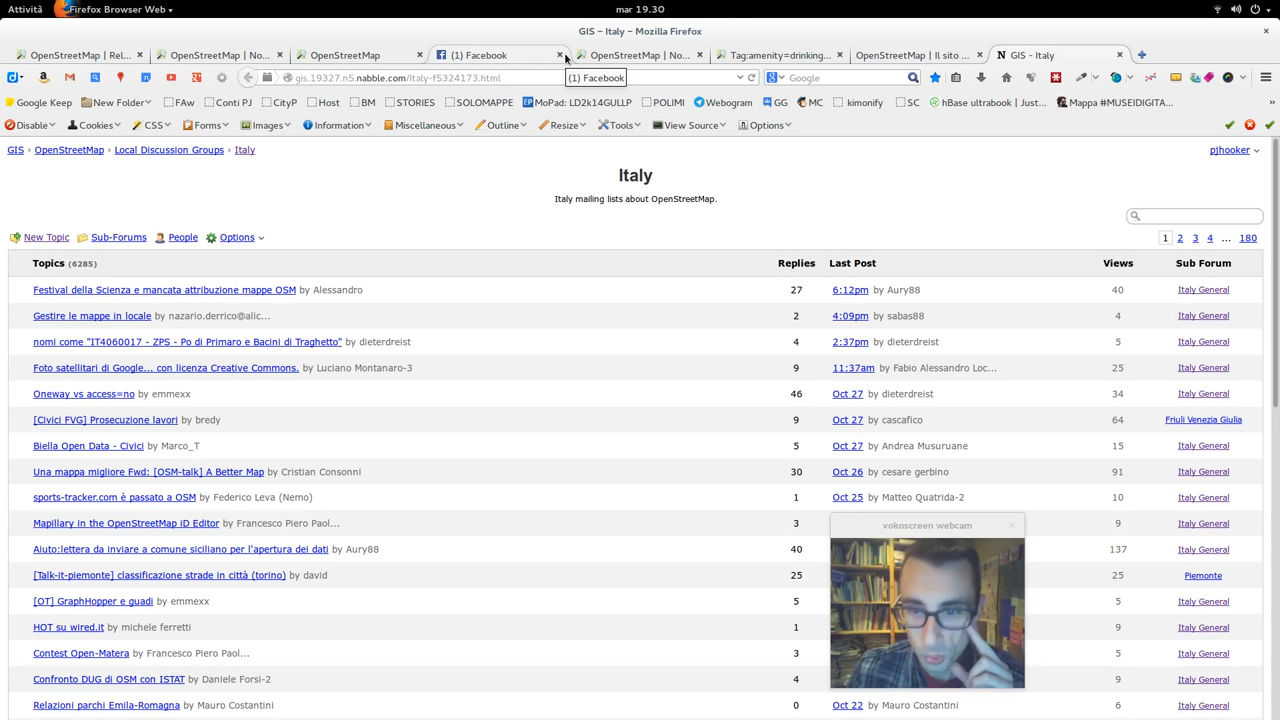 Attività Firefox Browser Web mar 19.30
GIS – Italy – Mozilla Firefox
OpenStreetMap | Rel... OpenStreetMap | No... OpenStreetMap (1) Facebook OpenStreetMap | No... Tag:amenity=drinking... OpenStreetMap | Il sito ... GIS – Italy
gis.19327.n5.nabble.com/Italy-f5324173.html (1) Facebook Google
Google Keep New Folder FAw Conti PJ CityP Host BM STORIES SOLOMAPPE MoPad: LD2k14GULLP POLIMI Webogram GG MC kimonify SC hBase ultrabook | Just... Mappa #MUSEIDIGITA...
Disable Cookies CSS Forms Images Information Miscellaneous Outline Resize Tools View Source Options
GIS › OpenStreetMap › Local Discussion Groups › Italy pjhooker
Italy
Italy mailing lists about OpenStreetMap.
New Topic Sub-Forums People Options 1 2 3 4 ... 180
Topics (6285) Replies Last Post Views Sub Forum
Festival della Scienza e mancata attribuzione mappe OSM by Alessandro 27 6:12pm by Aury88 40 Italy General
Gestire le mappe in locale by nazario.derrico@alic... 2 4:09pm by sabas88 4 Italy General
nomi come "IT4060017 - ZPS - Po di Primaro e Bacini di Traghetto" by dieterdreist 4 2:37pm by dieterdreist 5 Italy General
Foto satellitari di Google... con licenza Creative Commons. by Luciano Montanaro-3 9 11:37am by Fabio Alessandro Loc... 25 Italy General
Oneway vs access=no by emmexx 46 Oct 27 by dieterdreist 34 Italy General
[Civici FVG] Prosecuzione lavori by bredy 9 Oct 27 by cascafico 64 Friuli Venezia Giulia
Biella Open Data - Civici by Marco_T 5 Oct 27 by Andrea Musuruane 15 Italy General
Una mappa migliore Fwd: [OSM-talk] A Better Map by Cristian Consonni 30 Oct 26 by cesare gerbino 91 Italy General
sports-tracker.com è passato a OSM by Federico Leva (Nemo) 1 Oct 25 by Matteo Quatrida-2 10 Italy General
Mapillary in the OpenStreetMap iD Editor by Francesco Piero Paol... 3 vokoscreen webcam 9 Italy General
Aiuto:lettera da inviare a comune siciliano per l'apertura dei dati by Aury88 40 137 Italy General
[Talk-it-piemonte] classificazione strade in città (torino) by david 25 25 Piemonte
[OT] GraphHopper e guadi by emmexx 5 5 Italy General
HOT su wired.it by michele ferretti 1 9 Italy General
Contest Open-Matera by Francesco Piero Paol... 3 5 Italy General
Confronto DUG di OSM con ISTAT by Daniele Forsi-2 4 9 Italy General
Relazioni parchi Emila-Romagna by Mauro Costantini 0 Oct 22 by Mauro Costantini 6 Italy General